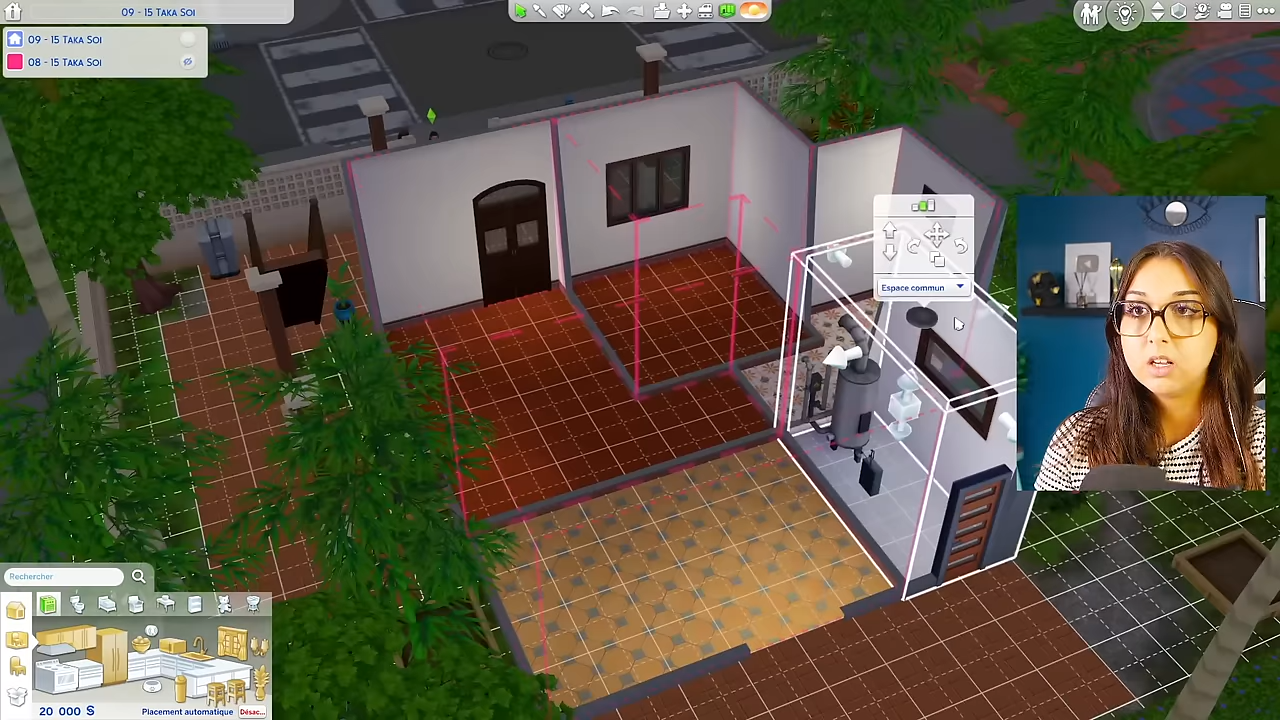 09 - 15 Taka Soi
09 - 15 Taka Soi
08 - 15 Taka Soi
Espace commun
Rechercher
20 000 §
Placement automatique
Désac...